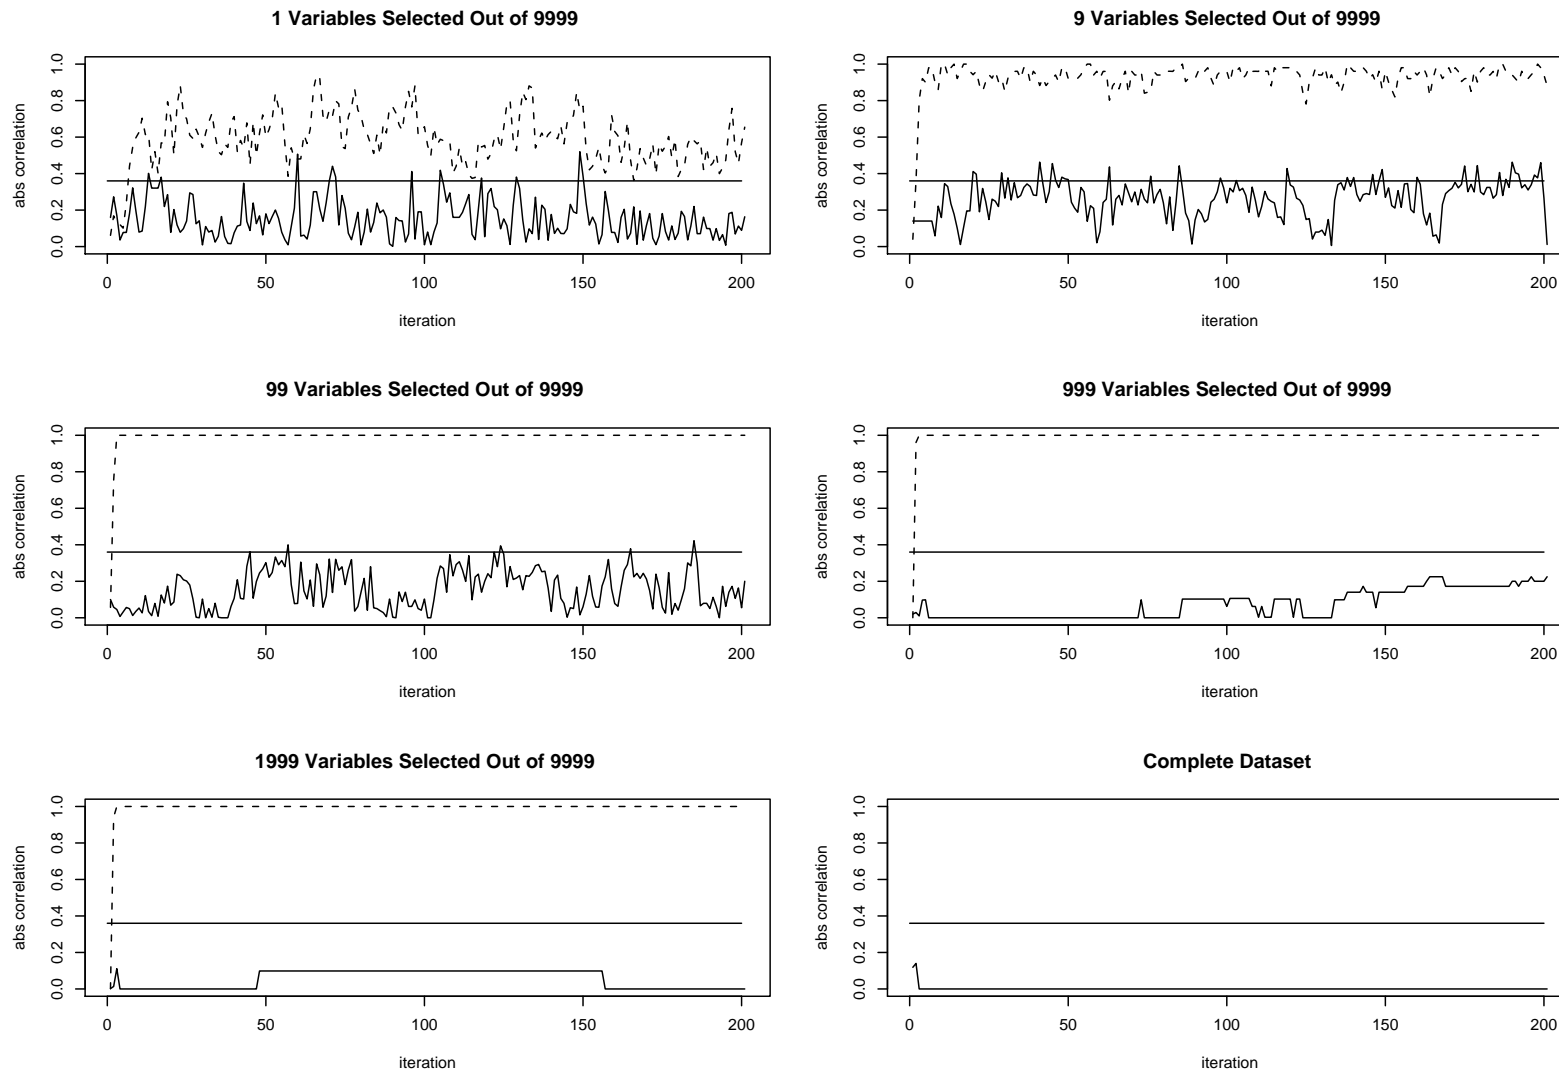 1 Variables Selected Out of 9999
abs correlation
0.0 0.2 0.4 0.6 0.8 1.0
0 50 100 150 200
iteration
9 Variables Selected Out of 9999
abs correlation
0.0 0.2 0.4 0.6 0.8 1.0
0 50 100 150 200
iteration
99 Variables Selected Out of 9999
abs correlation
0.0 0.2 0.4 0.6 0.8 1.0
0 50 100 150 200
iteration
999 Variables Selected Out of 9999
abs correlation
0.0 0.2 0.4 0.6 0.8 1.0
0 50 100 150 200
iteration
1999 Variables Selected Out of 9999
abs correlation
0.0 0.2 0.4 0.6 0.8 1.0
0 50 100 150 200
iteration
Complete Dataset
abs correlation
0.0 0.2 0.4 0.6 0.8 1.0
0 50 100 150 200
iteration